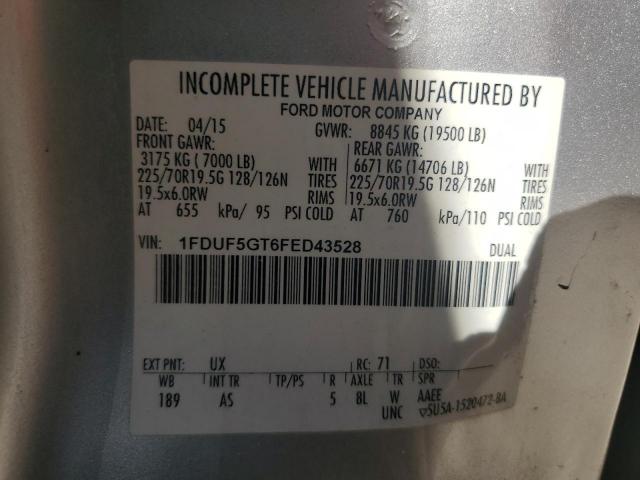 INCOMPLETE VEHICLE MANUFACTURED BY
FORD MOTOR COMPANY
DATE: 04/15 GVWR: 8845 KG (19500 LB)
FRONT GAWR: REAR GAWR:
3175 KG ( 7000 LB) WITH 6671 KG (14706 LB) WITH
225/70R19.5G 128/126N TIRES 225/70R19.5G 128/126N TIRES
19.5x6.0RW RIMS 19.5x6.0RW RIMS
AT 655 kPa/ 95 PSI COLD AT 760 kPa/110 PSI COLD
VIN: 1FDUF5GT6FED43528 DUAL
EXT PNT: UX RC: 71 DSO:
WB INT TR TP/PS R AXLE TR SPR
189 AS 5 8L W AAEE
UNC ▽5U5A-1520472-BA